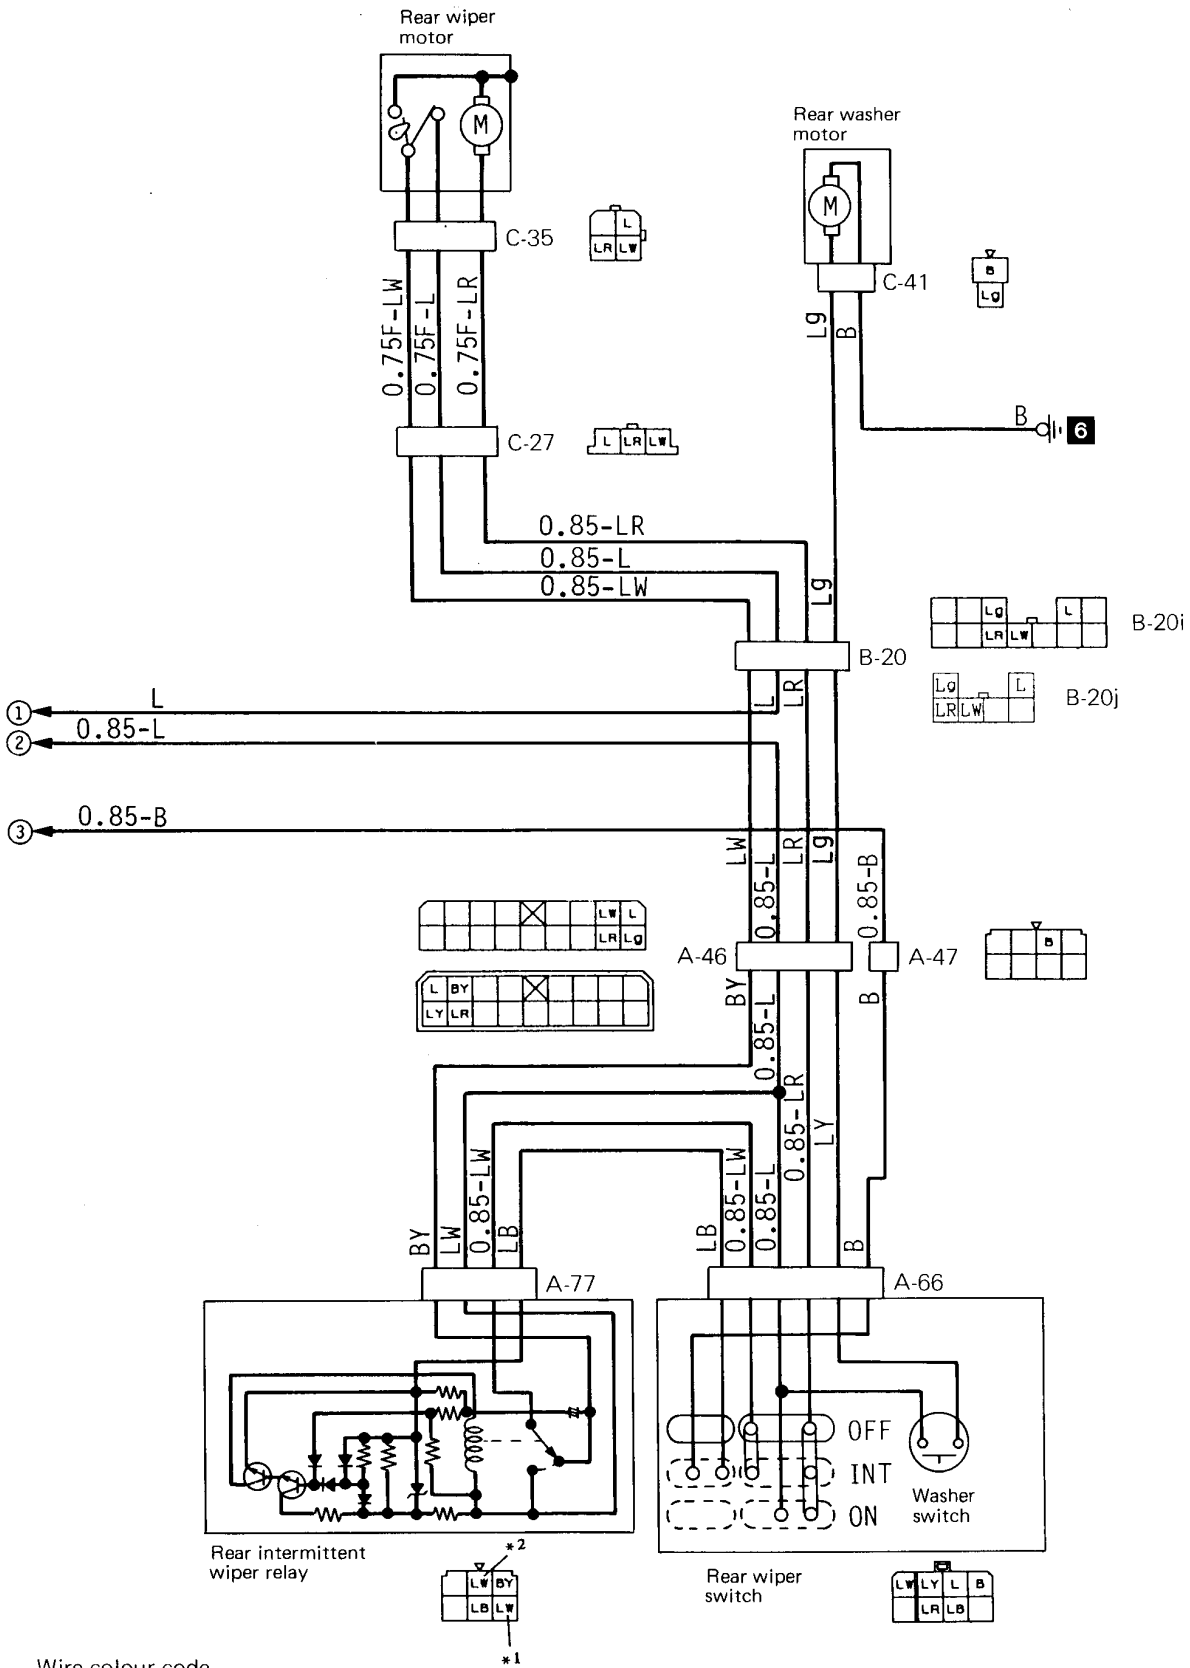 Rear wiper
motor
M
Rear washer
motor
M
C-35
L
LR LW
C-41
B
Lg
0.75F-LW
0.75F-L
0.75F-LR
Lg
B
B
6
C-27
L LR LW
0.85-LR
0.85-L
0.85-LW
Lg
Lg L
LR LW
B-20i
B-20
Lg L
LR LW
B-20j
L
LR
1
L
2
0.85-L
3
0.85-B
LW
0.85-L
LR
Lg
0.85-B
LW L
LR Lg
A-46
A-47
B
L BY
LY LR
BY
0.85-L
B
0.85-LR
LY
BY
LW
0.85-LW
LB
LB
0.85-LW
0.85-L
B
A-77
A-66
OFF
INT
ON
Washer
switch
Rear intermittent
wiper relay
*2
LW BY
LB LW
*1
Rear wiper
switch
LW LY L B
LR LB
Wire colour code